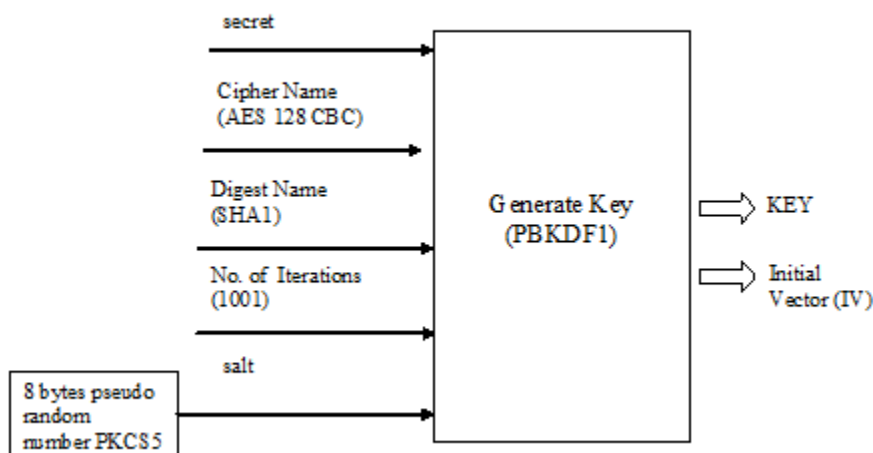 secret
Cipher Name
(AES 128 CBC)
Digest Name
(SHA1)
No. of Iterations
(1001)
salt
8 bytes pseudo
random
number PKCS5
Generate Key
(PBKDF1)
KEY
Initial
Vector (IV)